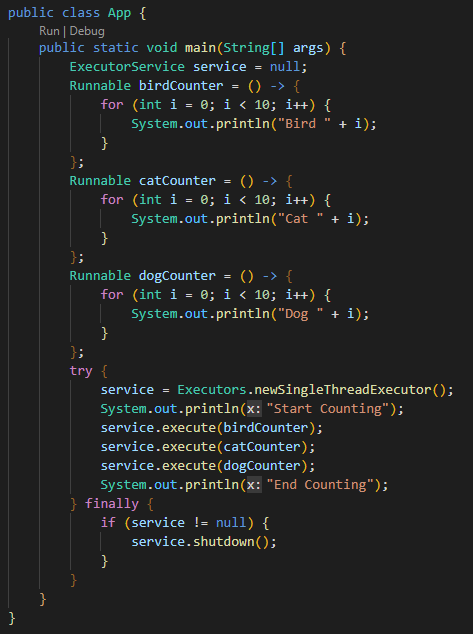 public class App {
Run | Debug
public static void main(String[] args) {
ExecutorService service = null;
Runnable birdCounter = () -> {
for (int i = 0; i < 10; i++) {
System.out.println("Bird " + i);
}
};
Runnable catCounter = () -> {
for (int i = 0; i < 10; i++) {
System.out.println("Cat " + i);
}
};
Runnable dogCounter = () -> {
for (int i = 0; i < 10; i++) {
System.out.println("Dog " + i);
}
};
try {
service = Executors.newSingleThreadExecutor();
System.out.println(x: "Start Counting");
service.execute(birdCounter);
service.execute(catCounter);
service.execute(dogCounter);
System.out.println(x: "End Counting");
} finally {
if (service != null) {
service.shutdown();
}
}
}
}